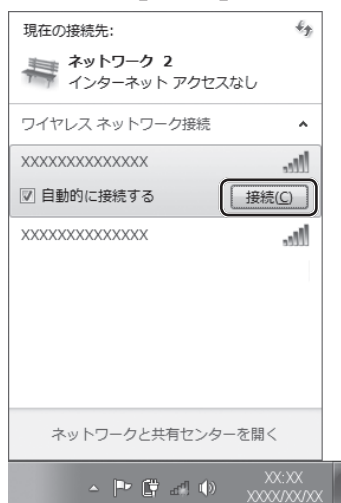 現在の接続先:
ネットワーク 2
インターネット アクセスなし
ワイヤレス ネットワーク接続
XXXXXXXXXXXXXX
自動的に接続する
接続(C)
XXXXXXXXXXXXXX
ネットワークと共有センターを開く
XX:XX
XXXX/XX/XX